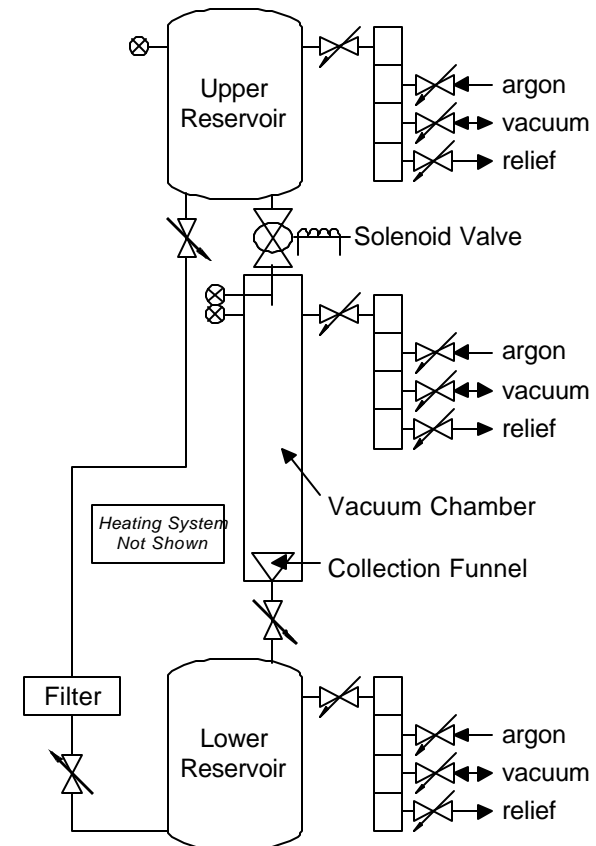 Upper
Reservoir
argon
vacuum
relief
Solenoid Valve
argon
vacuum
relief
Vacuum Chamber
Heating System
Not Shown
Collection Funnel
Filter
Lower
Reservoir
argon
vacuum
relief